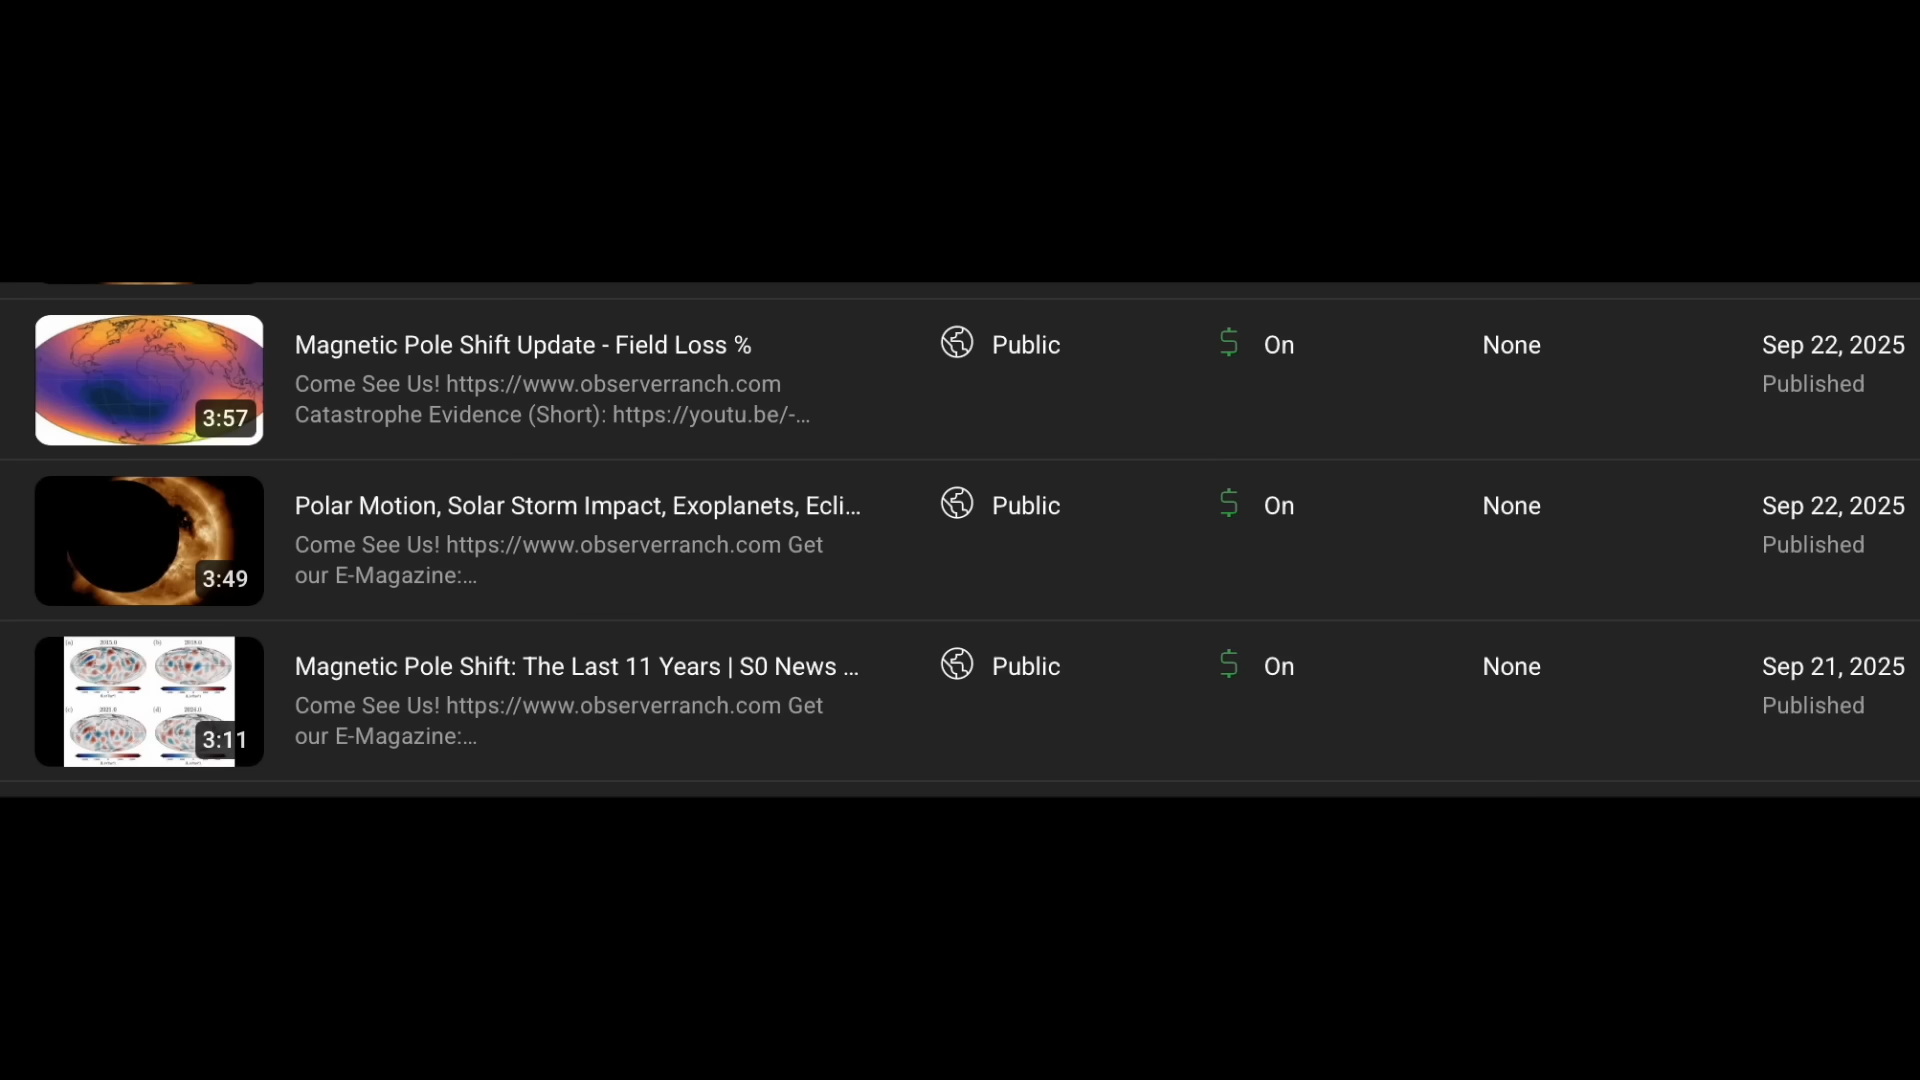 Magnetic Pole Shift Update - Field Loss %
Public
On
None
Sep 22, 2025
Come See Us! https://www.observerranch.com
Published
Catastrophe Evidence (Short): https://youtu.be/-...
3:57
Polar Motion, Solar Storm Impact, Exoplanets, Ecli...
Public
On
None
Sep 22, 2025
Come See Us! https://www.observerranch.com Get
Published
our E-Magazine:...
3:49
Magnetic Pole Shift: The Last 11 Years | S0 News ...
Public
On
None
Sep 21, 2025
Come See Us! https://www.observerranch.com Get
Published
our E-Magazine:...
3:11